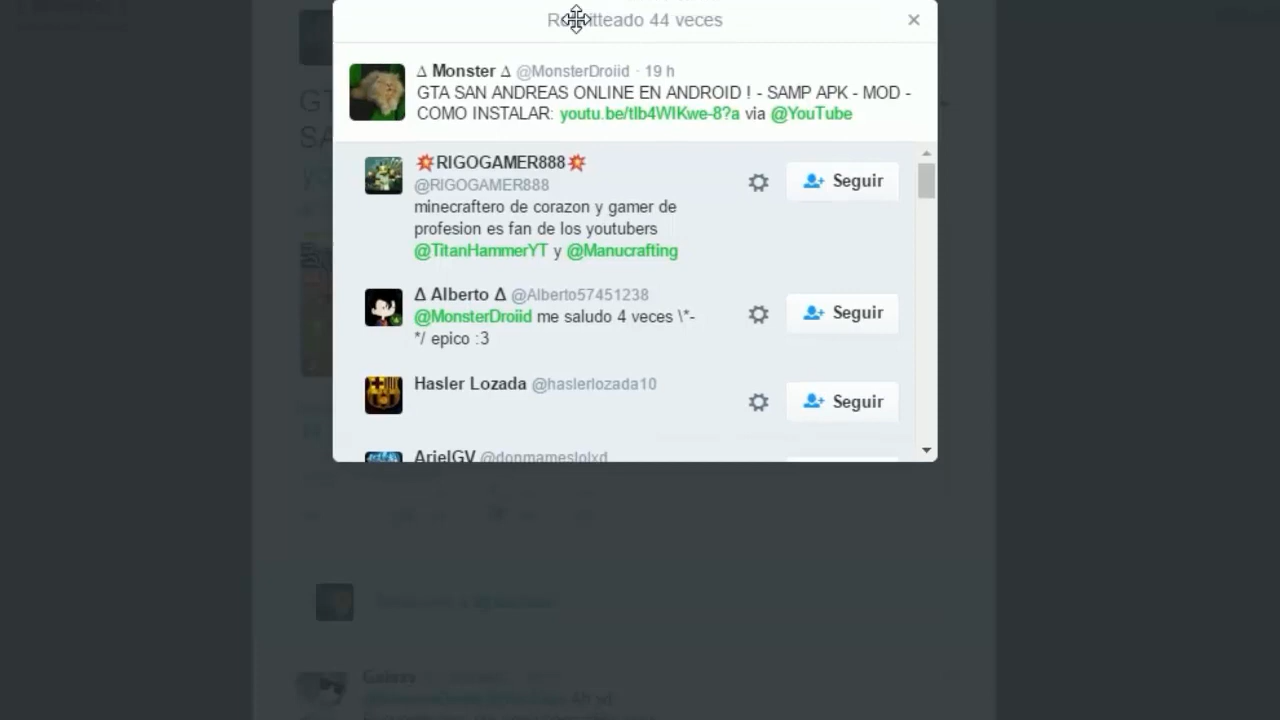 Retwitteado 44 veces
∆ Monster ∆ @MonsterDroiid · 19 h
GTA SAN ANDREAS ONLINE EN ANDROID ! - SAMP APK - MOD -
COMO INSTALAR: youtu.be/tlb4WIKwe-8?a via @YouTube
💥RIGOGAMER888💥
@RIGOGAMER888
Seguir
minecraftero de corazon y gamer de
profesion es fan de los youtubers
@TitanHammerYT y @Manucrafting
∆ Alberto ∆ @Alberto57451238
Seguir
@MonsterDroiid me saludo 4 veces \*-
*/ epico :3
Hasler Lozada @haslerlozada10
Seguir
ArielGV @donmameslolxd